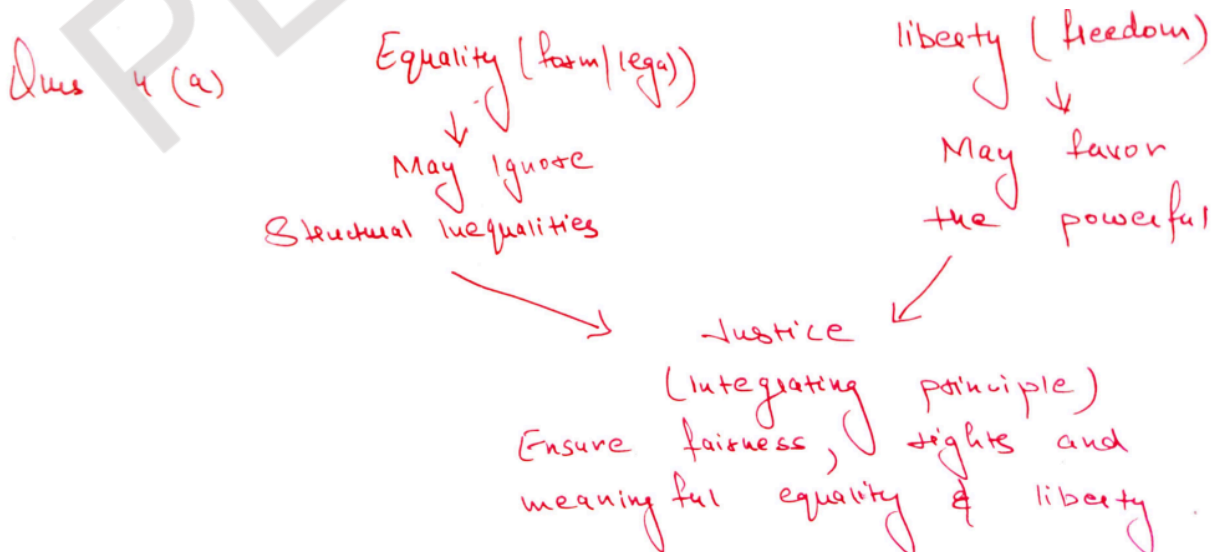 Ques 4 (a)
Equality (form/legal)
liberty (freedom)
↓
↓
May ignore
Structural inequalities
May favor
the powerful
Justice
(integrating principle)
Ensure fairness, rights and
meaningful equality & liberty.